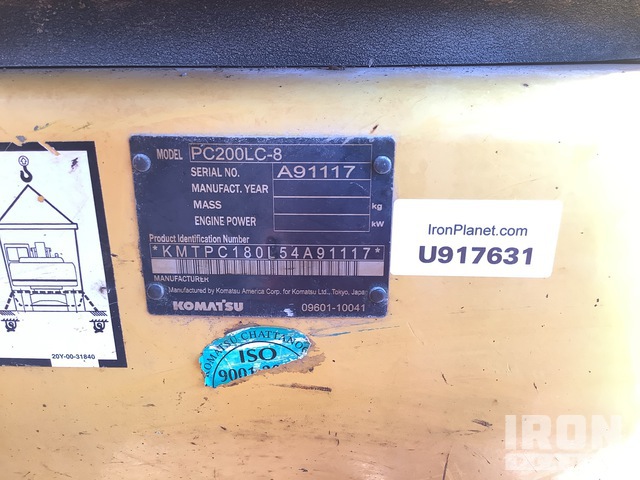 MODEL PC200LC-8
SERIAL NO. A91117
MANUFACT. YEAR
MASS kg
ENGINE POWER kW
Product Identification Number
*KMTPC180L54A91117*
MANUFACTURER
Manufactured by Komatsu America Corp. for Komatsu Ltd., Tokyo, Japan
KOMATSU 09601-10041
IronPlanet.com
U917631
20Y-00-31840
KOMATSU CHATTANOO
ISO
9001
IRON